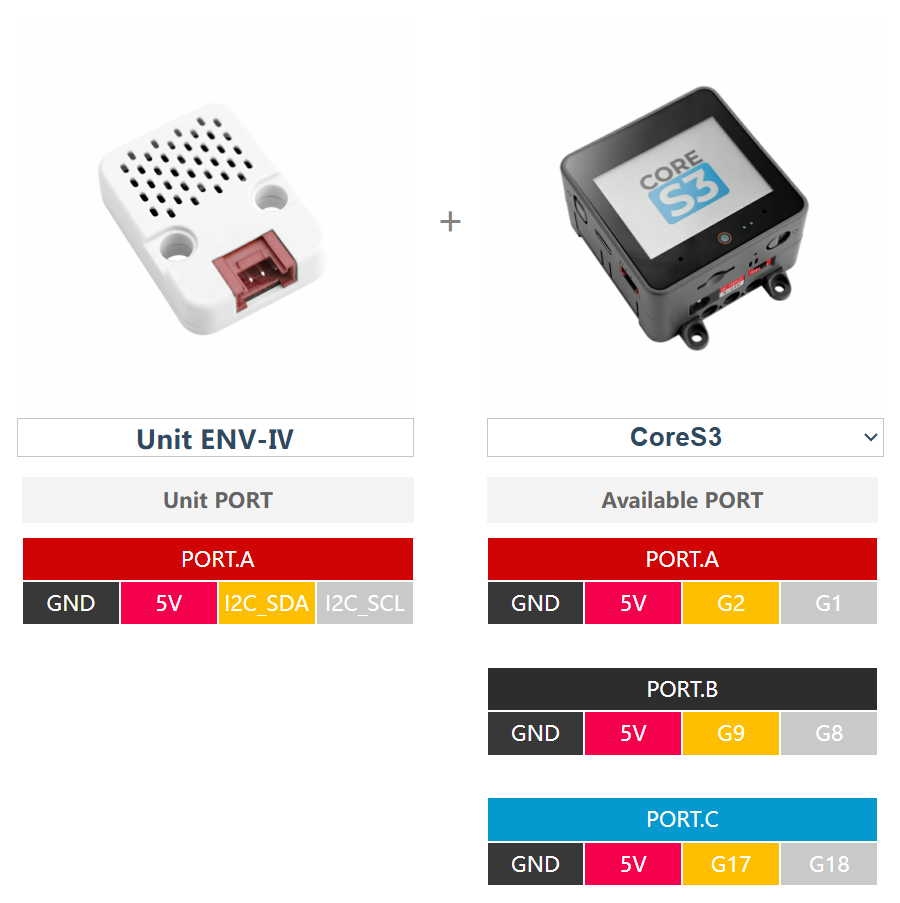 CORE
S3
+
Unit ENV-IV
CoreS3
Unit PORT
Available PORT
PORT.A
PORT.A
GND 5V I2C_SDA I2C_SCL
GND 5V G2 G1
PORT.B
GND 5V G9 G8
PORT.C
GND 5V G17 G18